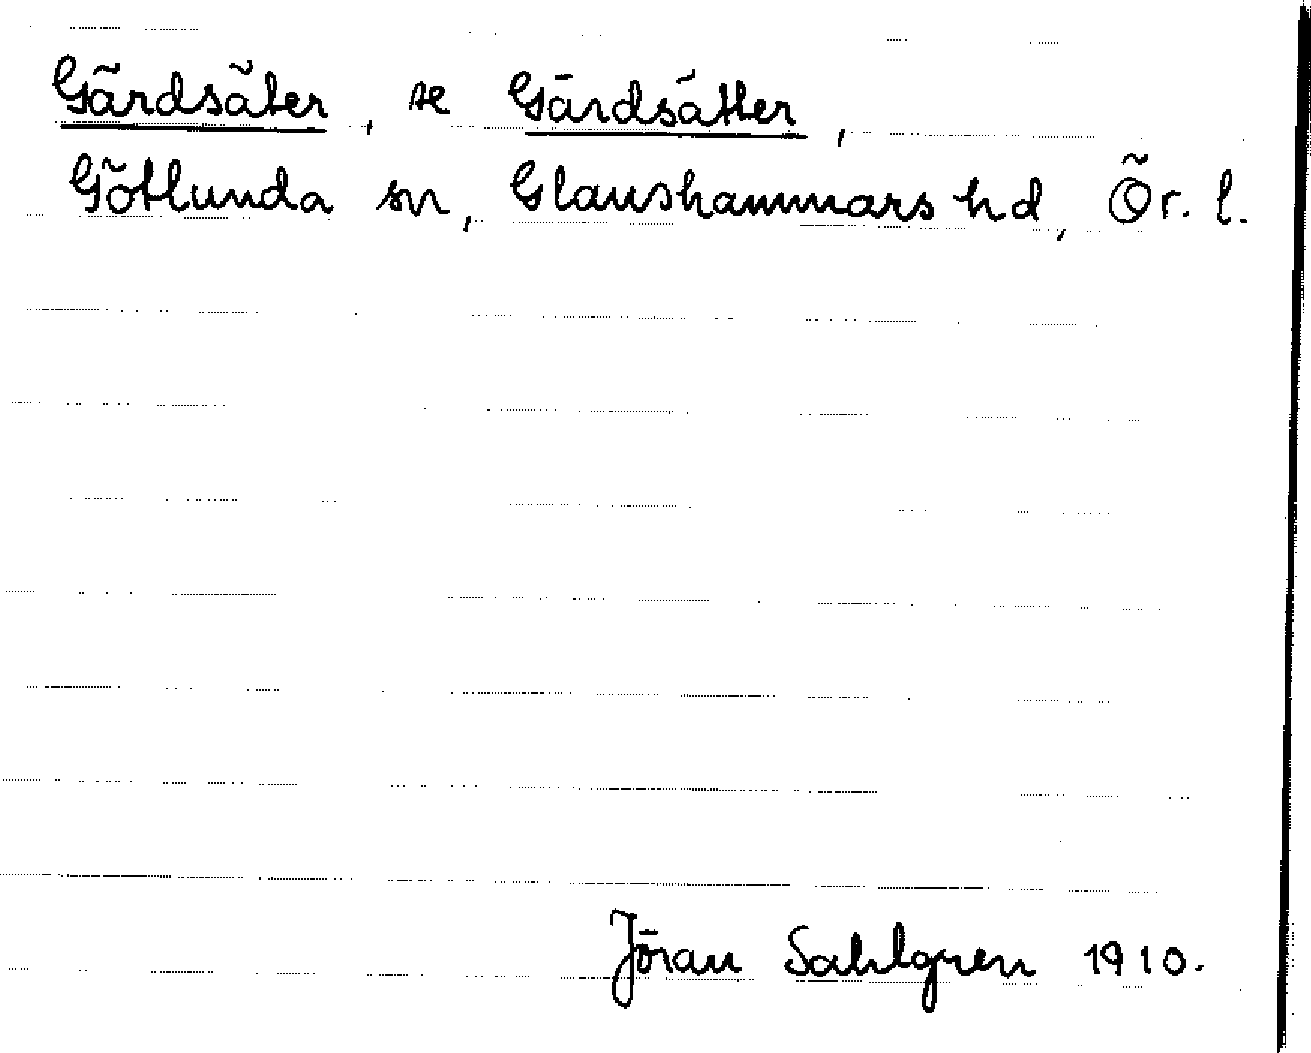 Gärdsäter, se Gärdsätter,
Götlunda sn, Glanshammars hd, Ör. l.
Jöran Sahlgren 1910.